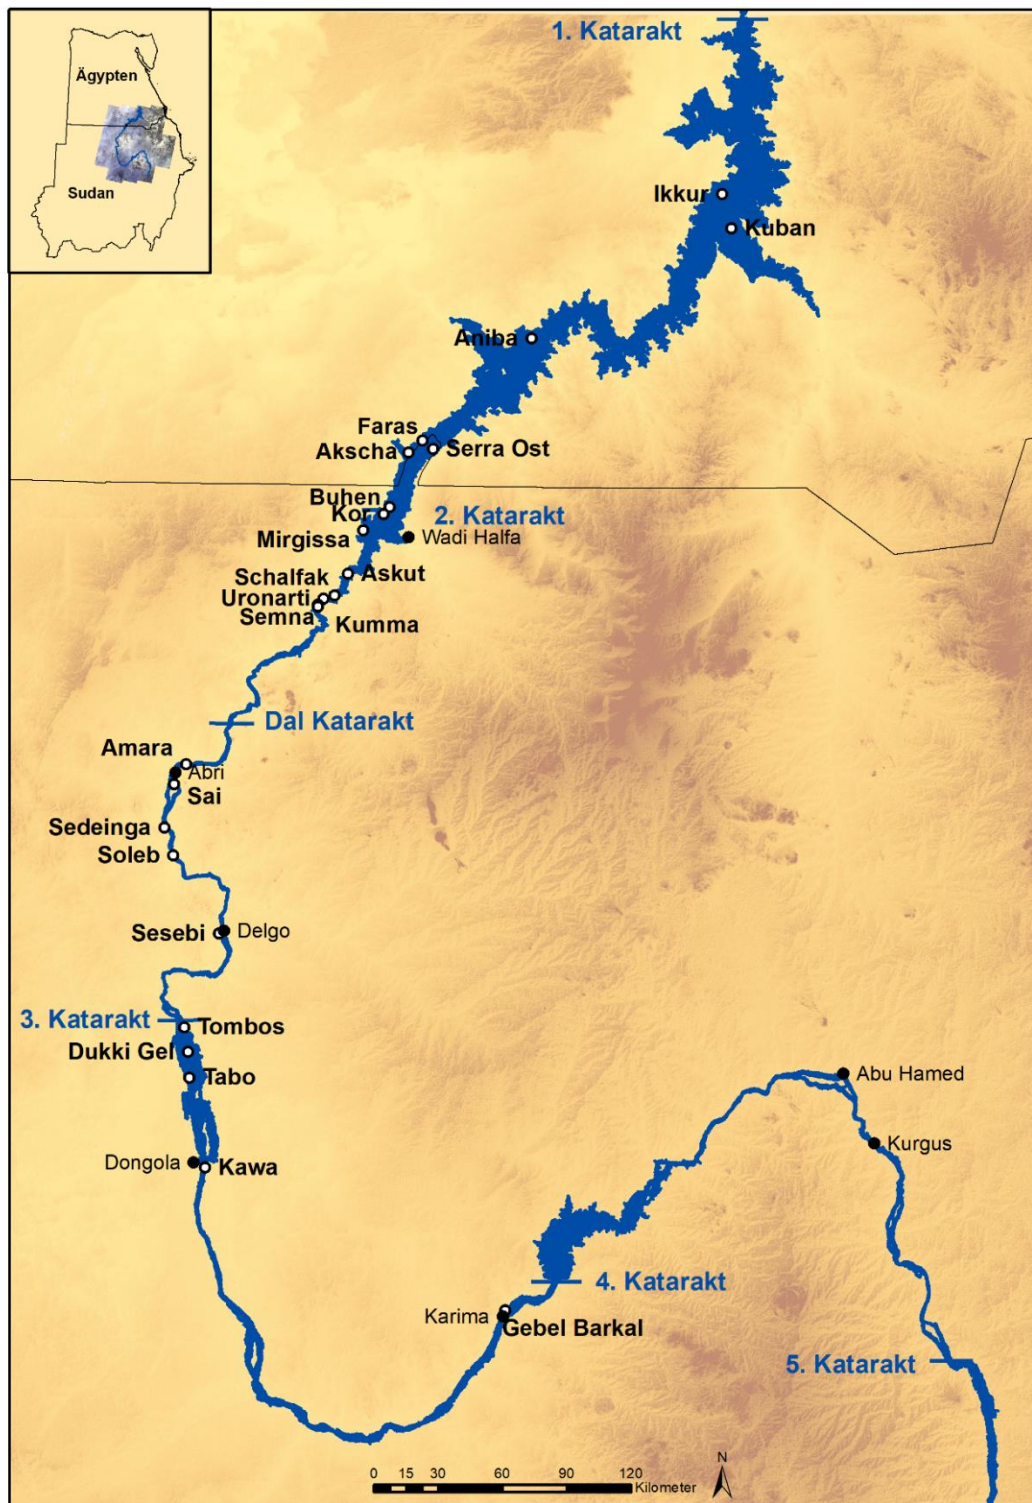 1. Katarakt
Ägypten
Sudan
Ikkur
Kuban
Aniba
Faras
Akscha
Serra Ost
Buhen
Kor
2. Katarakt
Mirgissa
Wadi Halfa
Schalfak
Askut
Uronarti
Semna
Kumma
Dal Katarakt
Amara
Abri
Sai
Sedeinga
Soleb
Sesebi
Delgo
3. Katarakt
Tombos
Dukki Gel
Tabo
Abu Hamed
Kurgus
Dongola
Kawa
4. Katarakt
Karima
Gebel Barkal
5. Katarakt
N
0 15 30 60 90 120
Kilometer